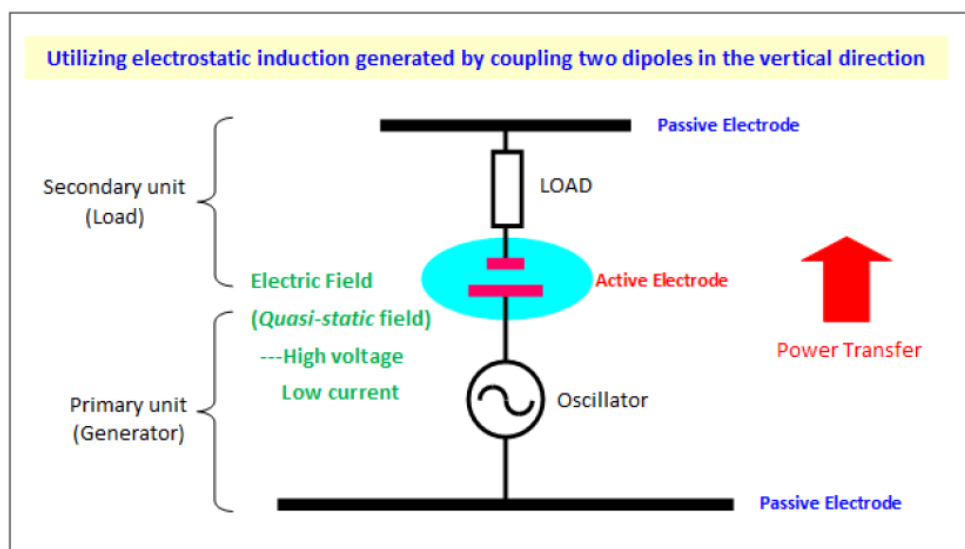 Utilizing electrostatic induction generated by coupling two dipoles in the vertical direction
Passive Electrode
Secondary unit
(Load)
LOAD
Electric Field
(Quasi-static field)
---High voltage
Low current
Active Electrode
Power Transfer
Primary unit
(Generator)
Oscillator
Passive Electrode